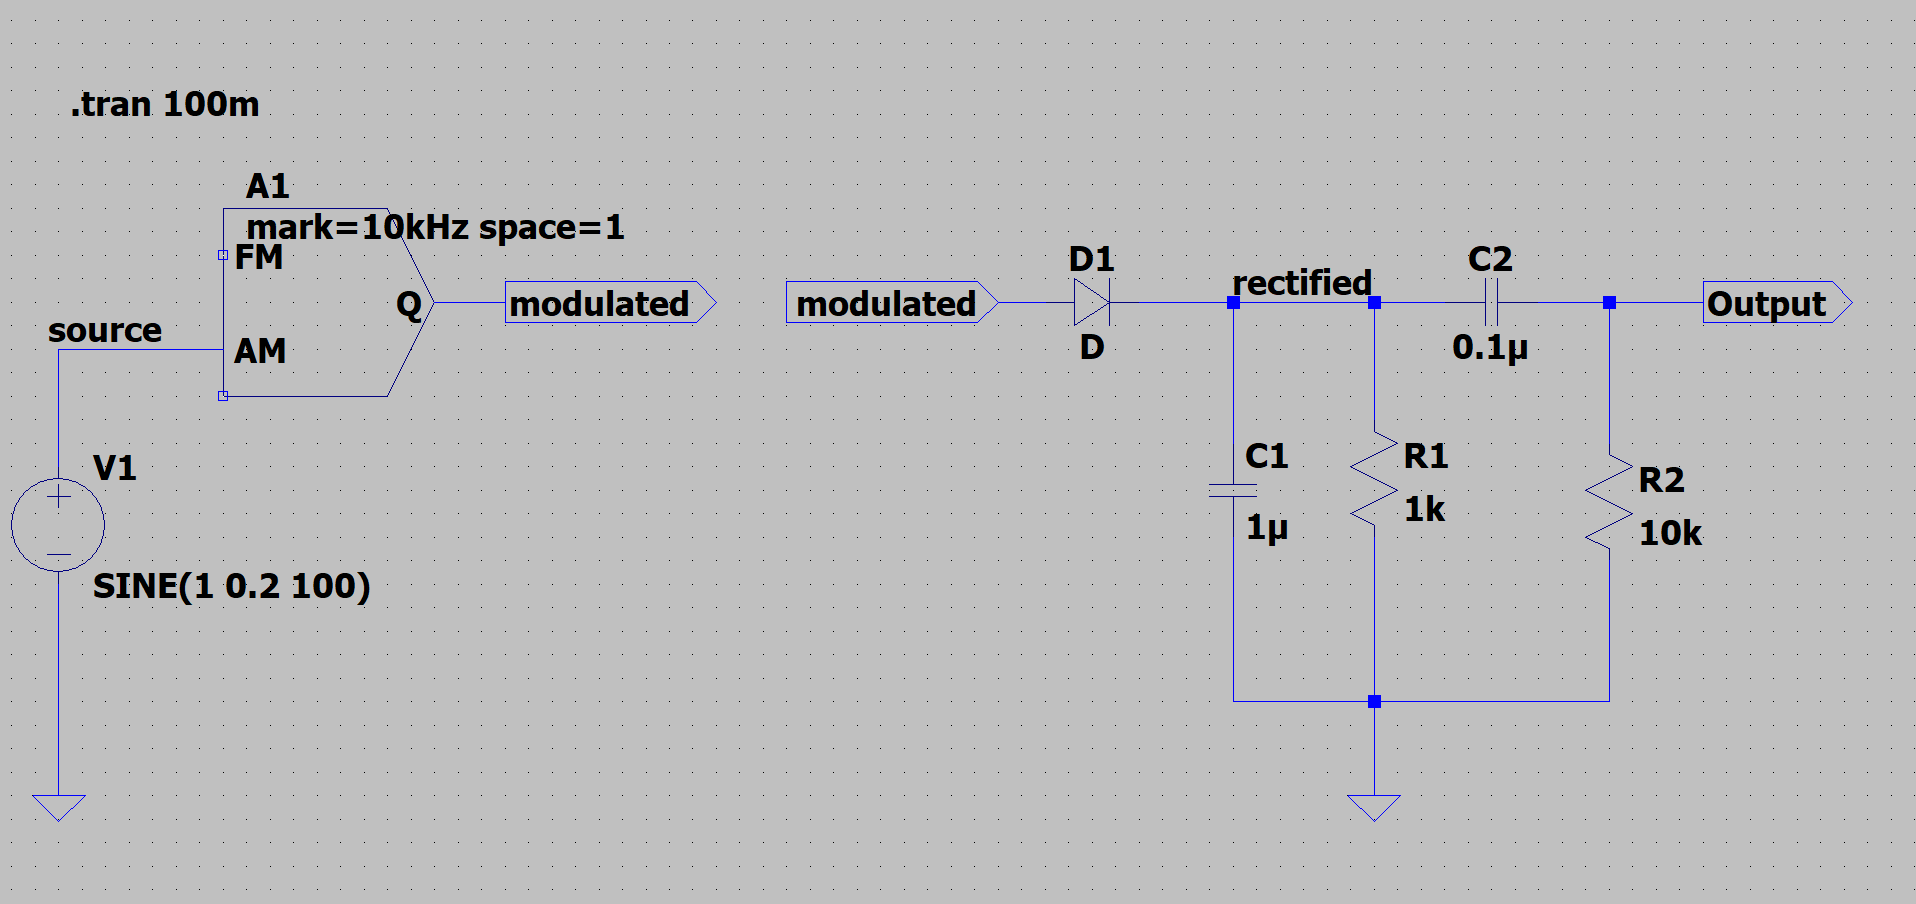 .tran 100m
A1
mark=10kHz space=1
FM
Q
AM
source
modulated
V1
SINE(1 0.2 100)
modulated
D1
D
rectified
C2
0.1µ
Output
C1
1µ
R1
1k
R2
10k